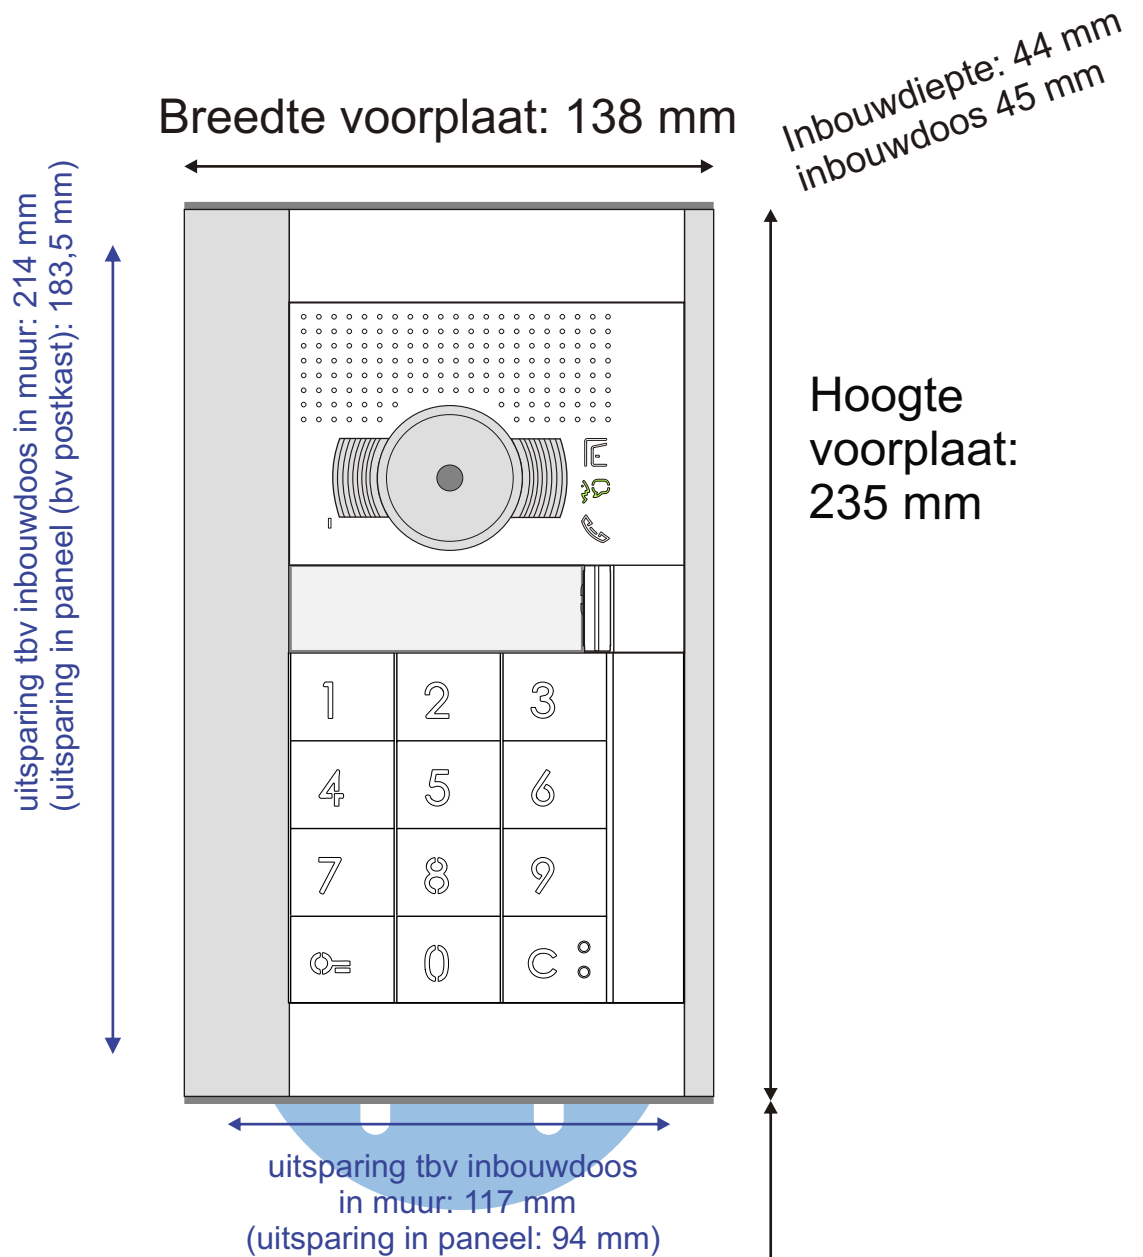 Inbouwdiepte: 44 mm
inbouwdoos 45 mm
Breedte voorplaat: 138 mm
uitsparing tbv inbouwdoos in muur: 214 mm
(uitsparing in paneel (bv postkast): 183,5 mm)
Hoogte
voorplaat:
235 mm
1 2 3
4 5 6
7 8 9
0 C
uitsparing tbv inbouwdoos
in muur: 117 mm
(uitsparing in paneel: 94 mm)